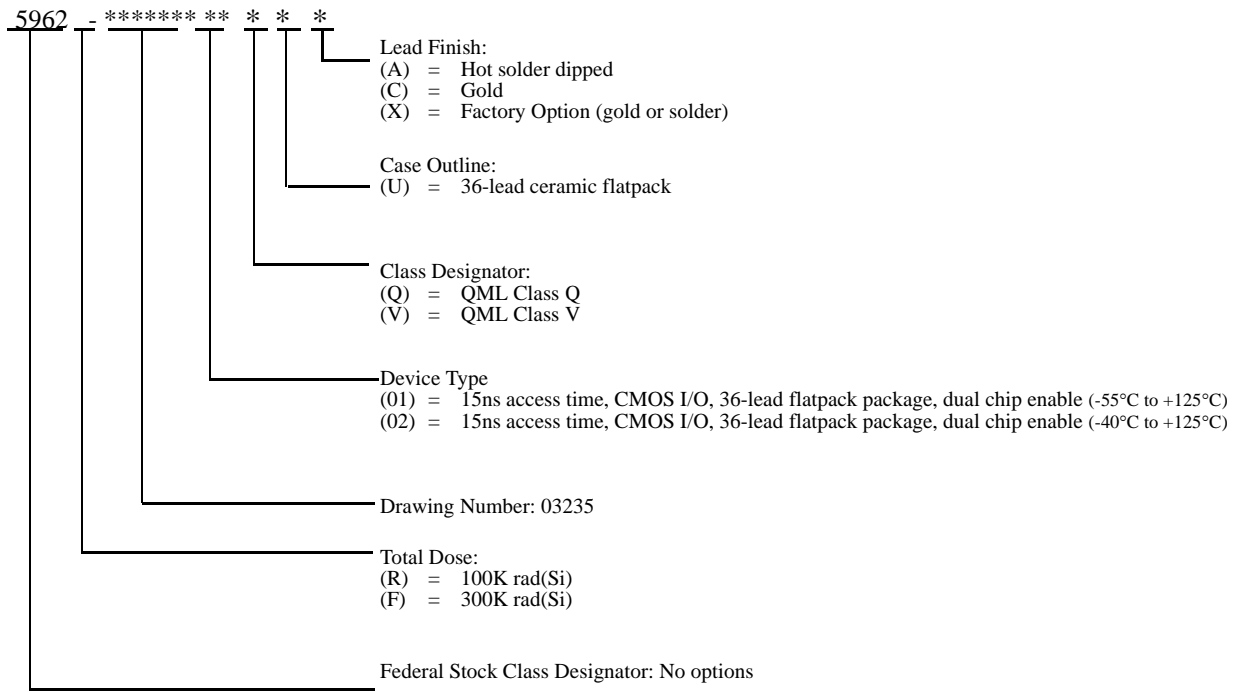 5962 - ******* ** * * *
Lead Finish:
(A) = Hot solder dipped
(C) = Gold
(X) = Factory Option (gold or solder)
Case Outline:
(U) = 36-lead ceramic flatpack
Class Designator:
(Q) = QML Class Q
(V) = QML Class V
Device Type
(01) = 15ns access time, CMOS I/O, 36-lead flatpack package, dual chip enable (-55°C to +125°C)
(02) = 15ns access time, CMOS I/O, 36-lead flatpack package, dual chip enable (-40°C to +125°C)
Drawing Number: 03235
Total Dose:
(R) = 100K rad(Si)
(F) = 300K rad(Si)
Federal Stock Class Designator: No options